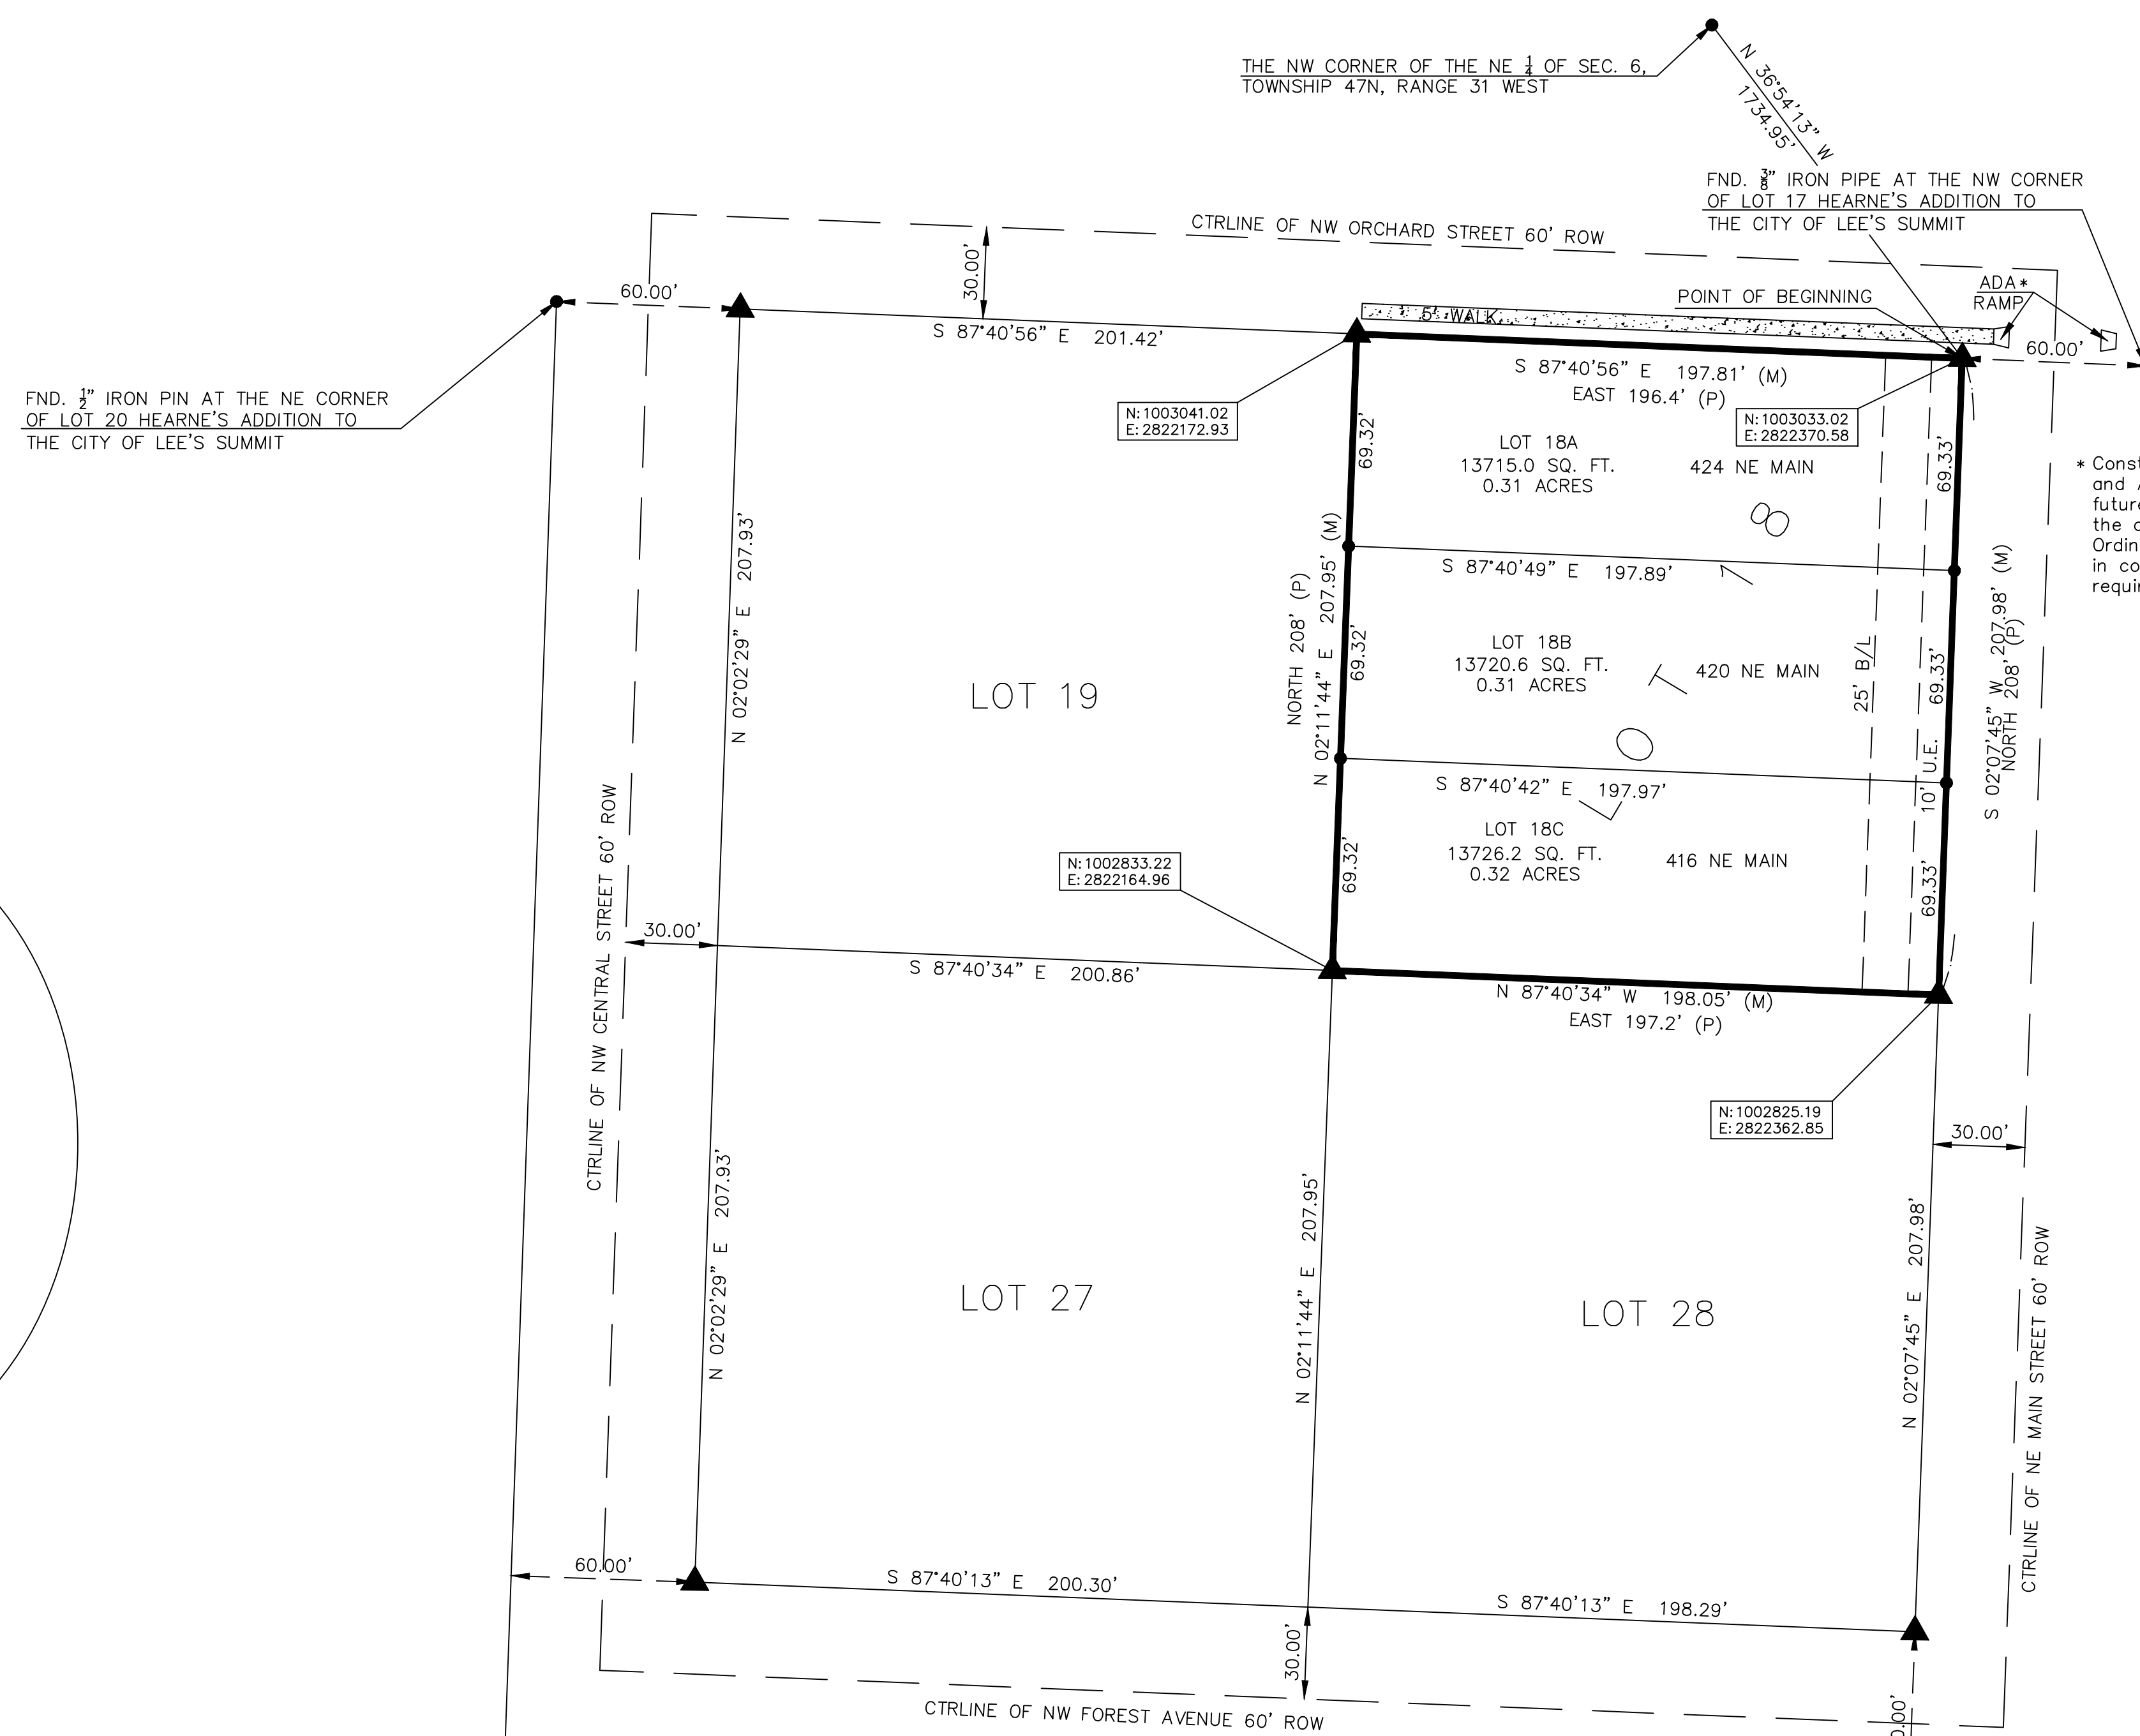 N 36°54'13" W
1734.95'
THE NW CORNER OF THE NE 1/4 OF SEC. 6,
TOWNSHIP 47N, RANGE 31 WEST
FND. 3/8" IRON PIPE AT THE NW CORNER
OF LOT 17 HEARNE'S ADDITION TO
THE CITY OF LEE'S SUMMIT
CTRLINE OF NW ORCHARD STREET 60' ROW
30.00'
60.00'
ADA*
RAMP
POINT OF BEGINNING
5' WALK
60.00'
S 87°40'56" E 201.42'
S 87°40'56" E 197.81' (M)
EAST 196.4' (P)
FND. 1/2" IRON PIN AT THE NE CORNER
OF LOT 20 HEARNE'S ADDITION TO
THE CITY OF LEE'S SUMMIT
N: 1003041.02
E: 2822172.93
N: 1003033.02
E: 2822370.58
69.32'
LOT 18A
13715.0 SQ. FT.
0.31 ACRES
424 NE MAIN
69.33'
* Const
and A
future
the c
Ordin
in co
requir
N 02°02'29" E 207.93'
NORTH 208' (P)
N 02°11'44" E 207.95' (M)
S 87°40'49" E 197.89'
LOT 19
69.32'
LOT 18B
13720.6 SQ. FT.
0.31 ACRES
420 NE MAIN
LOT 18
25' B/L
10' U.E.
69.33'
S 02°07'45" W 207.98' (M)
NORTH 208' (P)
S 87°40'42" E 197.97'
69.32'
LOT 18C
13726.2 SQ. FT.
0.32 ACRES
416 NE MAIN
69.33'
N: 1002833.22
E: 2822164.96
CTRLINE OF NW CENTRAL STREET 60' ROW
30.00'
S 87°40'34" E 200.86'
N 87°40'34" W 198.05' (M)
EAST 197.2' (P)
N: 1002825.19
E: 2822362.85
30.00'
N 02°02'29" E 207.93'
N 02°11'44" E 207.95'
N 02°07'45" E 207.98'
LOT 27
LOT 28
CTRLINE OF NE MAIN STREET 60' ROW
60.00'
S 87°40'13" E 200.30'
S 87°40'13" E 198.29'
30.00'
0.00'
CTRLINE OF NW FOREST AVENUE 60' ROW